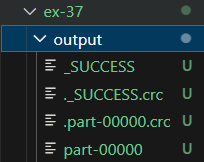 ex-37
output
_SUCCESS U
._SUCCESS.crc U
.part-00000.crc U
part-00000 U